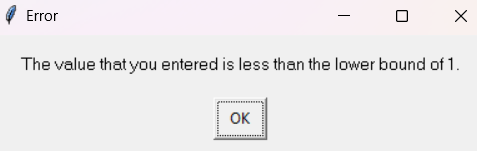 Error
The value that you entered is less than the lower bound of 1.
OK